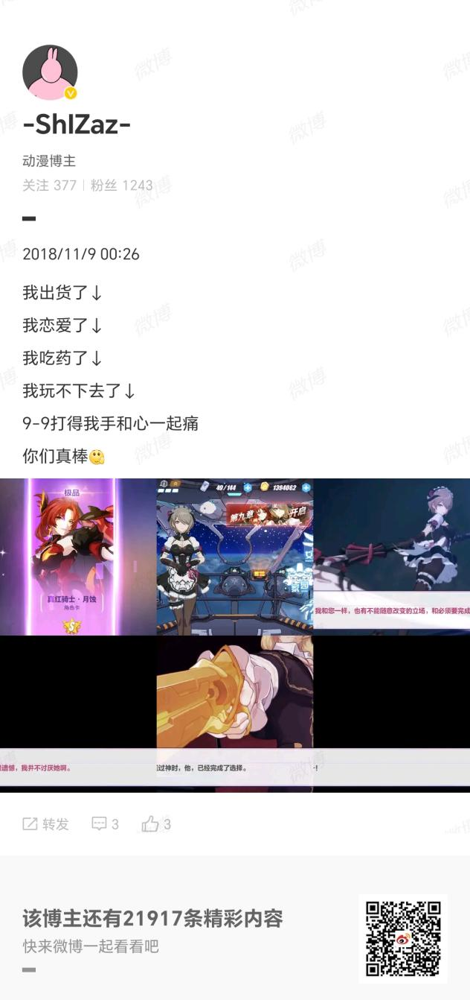 -ShIZaz-
动漫博主
关注 377 | 粉丝 1243
2018/11/9 00:26
我出货了↓
我恋爱了↓
我吃药了↓
我玩不下去了↓
9-9打得我手和心一起痛
你们真棒
极品
真红骑士·月蚀
角色卡
S
49/144
1394062
第九章
开启
家园
我和您一样，也有不能随意改变的立场，和必须要完成
遗憾，我并不讨厌她啊。
过神时，他，已经完成了选择。
-!
转发
3
3
该博主还有21917条精彩内容
快来微博一起看看吧
微博